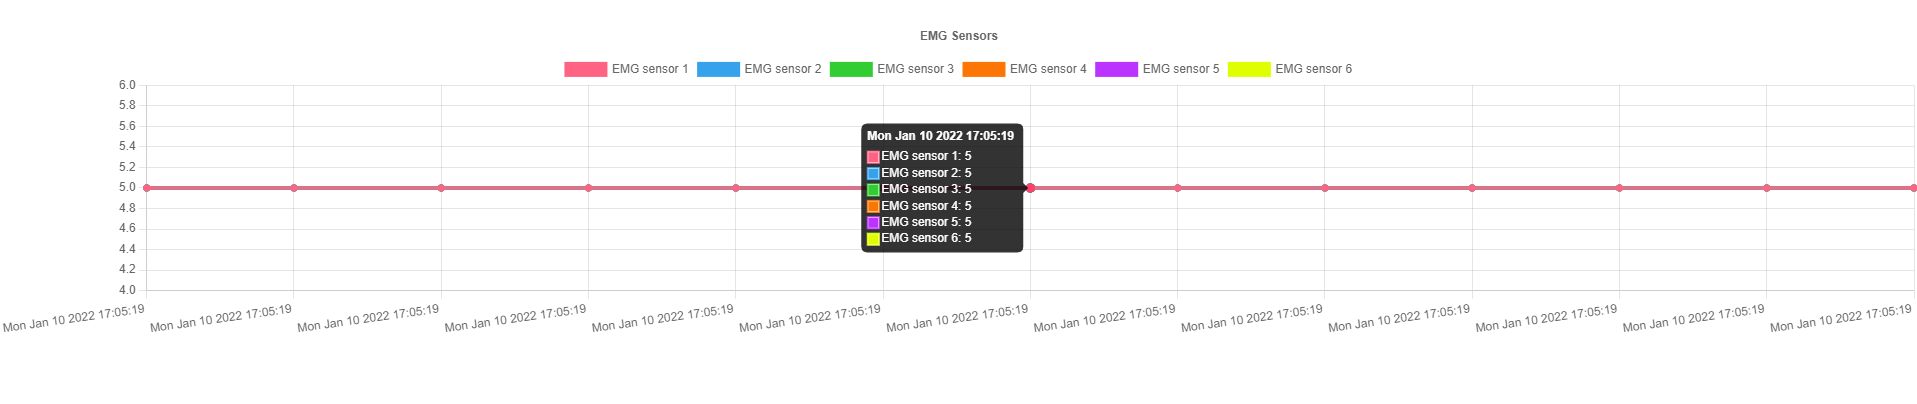 EMG Sensors
EMG sensor 1 EMG sensor 2 EMG sensor 3 EMG sensor 4 EMG sensor 5 EMG sensor 6
6.0
5.8
5.6
5.4
5.2
5.0
4.8
4.6
4.4
4.2
4.0
Mon Jan 10 2022 17:05:19
EMG sensor 1: 5
EMG sensor 2: 5
EMG sensor 3: 5
EMG sensor 4: 5
EMG sensor 5: 5
EMG sensor 6: 5
Mon Jan 10 2022 17:05:19
Mon Jan 10 2022 17:05:19
Mon Jan 10 2022 17:05:19
Mon Jan 10 2022 17:05:19
Mon Jan 10 2022 17:05:19
Mon Jan 10 2022 17:05:19
Mon Jan 10 2022 17:05:19
Mon Jan 10 2022 17:05:19
Mon Jan 10 2022 17:05:19
Mon Jan 10 2022 17:05:19
Mon Jan 10 2022 17:05:19
Mon Jan 10 2022 17:05:19
Mon Jan 10 2022 17:05:19